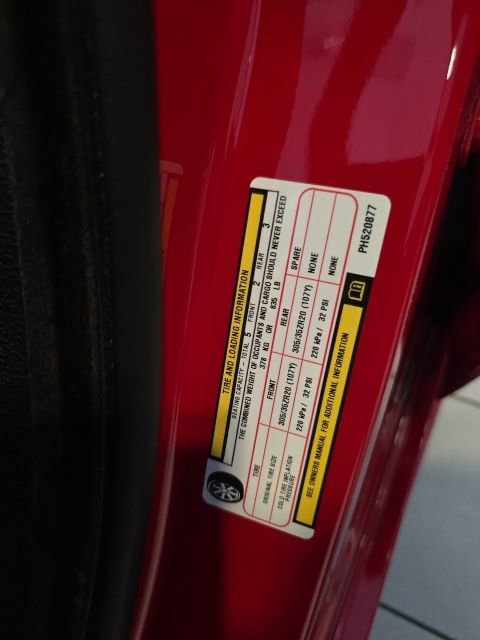 TIRE AND LOADING INFORMATION
SEATING CAPACITY - TOTAL 5 FRONT 2 REAR 3
THE COMBINED WEIGHT OF OCCUPANTS AND CARGO SHOULD NEVER EXCEED
378 KG OR 835 LB
TIRE FRONT REAR SPARE
ORIGINAL TIRE SIZE 305/35ZR20 (107Y) 305/35ZR20 (107Y) NONE
COLD TIRE INFLATION PRESSURE 220 kPa / 32 PSI 220 kPa / 32 PSI NONE
SEE OWNERS MANUAL FOR ADDITIONAL INFORMATION
PH520877